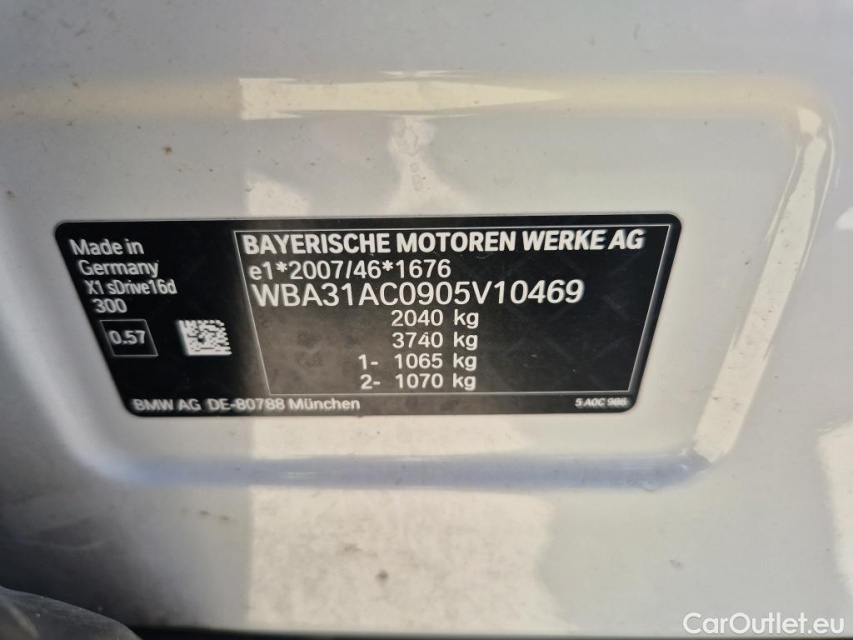 Made in
Germany
X1 sDrive16d
300
0.57
BAYERISCHE MOTOREN WERKE AG
e1*2007/46*1676
WBA31AC0905V10469
2040 kg
3740 kg
1- 1065 kg
2- 1070 kg
BMW AG DE-80788 München
5 A0C 986
CarOutlet.eu